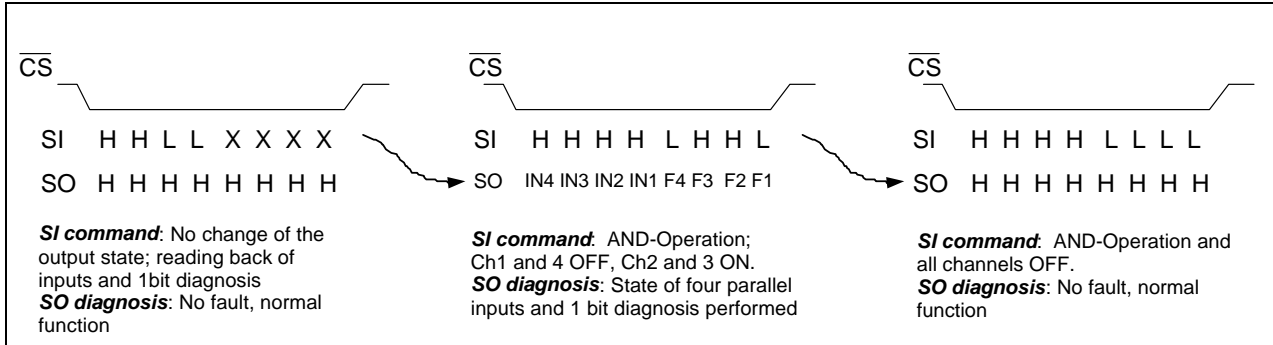 CS
SI H H L L X X X X
SO H H H H H H H H
SI command: No change of the
output state; reading back of
inputs and 1bit diagnosis
SO diagnosis: No fault, normal
function
CS
SI H H H H L H H L
SO IN4 IN3 IN2 IN1 F4 F3 F2 F1
SI command: AND-Operation;
Ch1 and 4 OFF, Ch2 and 3 ON.
SO diagnosis: State of four parallel
inputs and 1 bit diagnosis performed
CS
SI H H H H L L L L
SO H H H H H H H H
SI command: AND-Operation and
all channels OFF.
SO diagnosis: No fault, normal
function